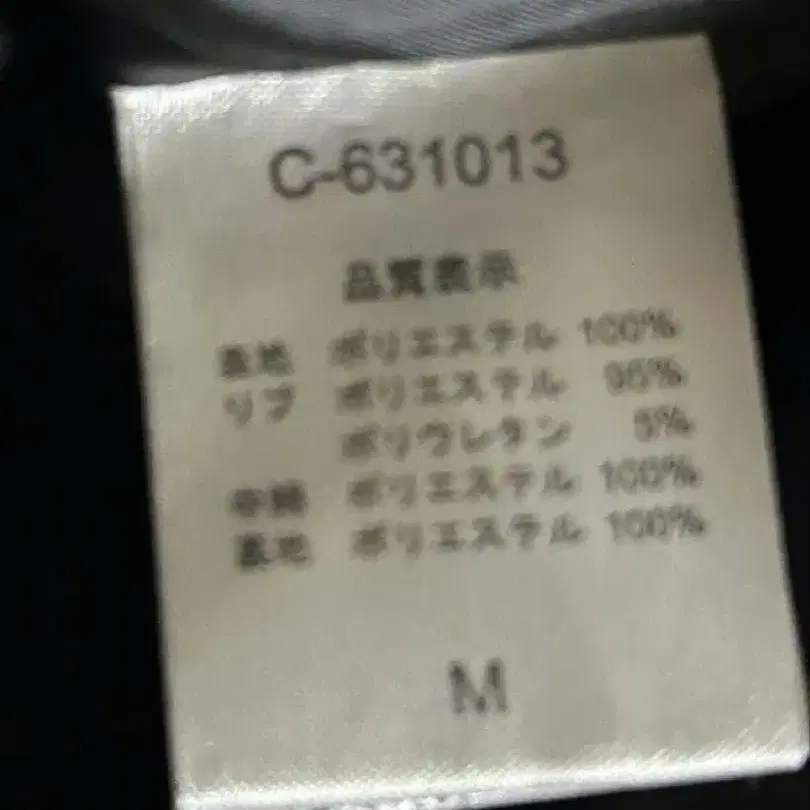 C-631013
品質表示
表地 ポリエステル 100%
リブ ポリエステル 95%
ポリウレタン 5%
中綿 ポリエステル 100%
裏地 ポリエステル 100%
M